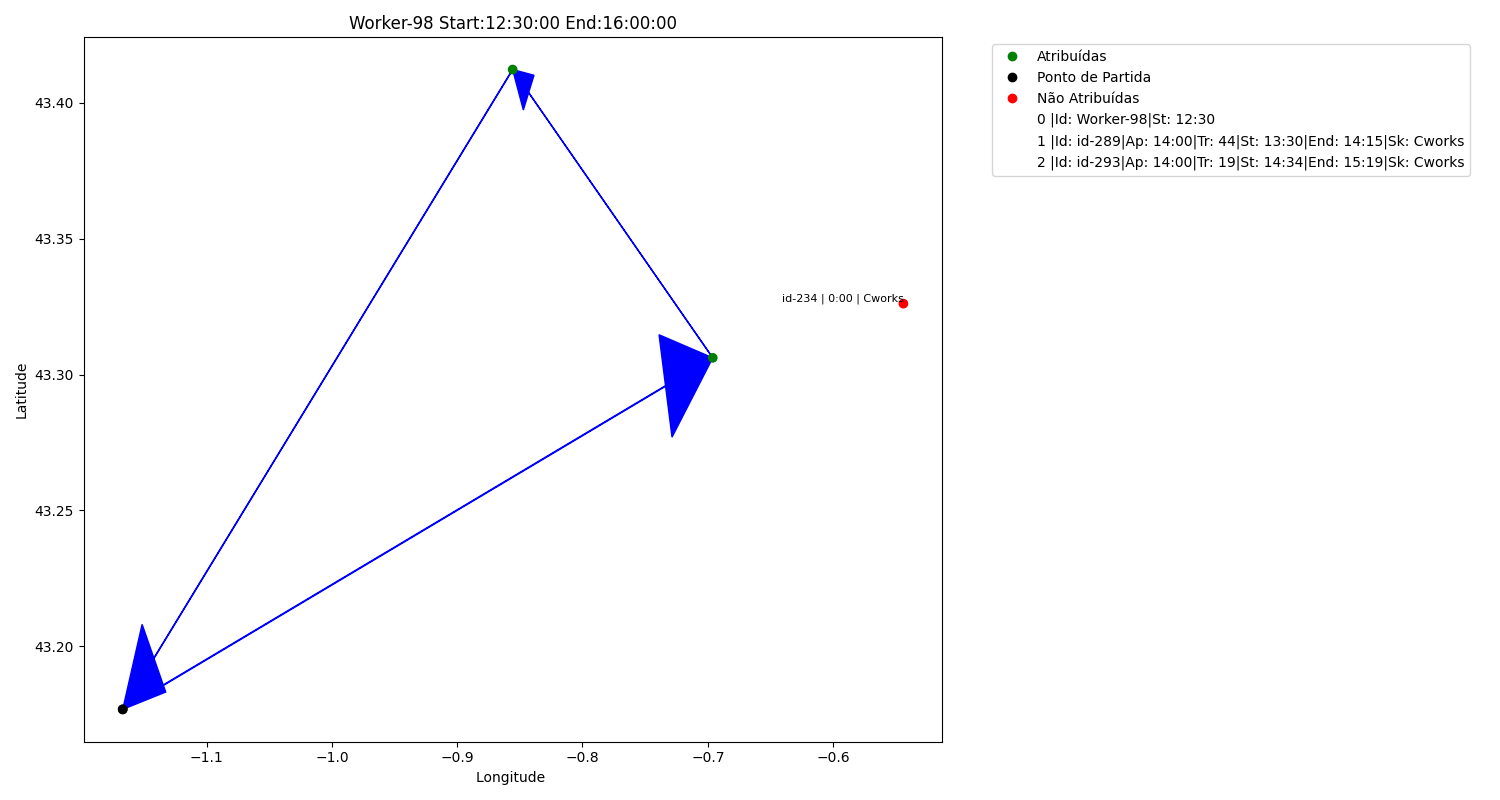 Worker-98 Start:12:30:00 End:16:00:00
Atribuídas
Ponto de Partida
Não Atribuídas
0 |Id: Worker-98|St: 12:30
1 |Id: id-289|Ap: 14:00|Tr: 44|St: 13:30|End: 14:15|Sk: Cworks
2 |Id: id-293|Ap: 14:00|Tr: 19|St: 14:34|End: 15:19|Sk: Cworks
43.40
43.35
43.30
43.25
43.20
Latitude
id-234 | 0:00 | Cworks
−1.1
−1.0
−0.9
−0.8
−0.7
−0.6
Longitude